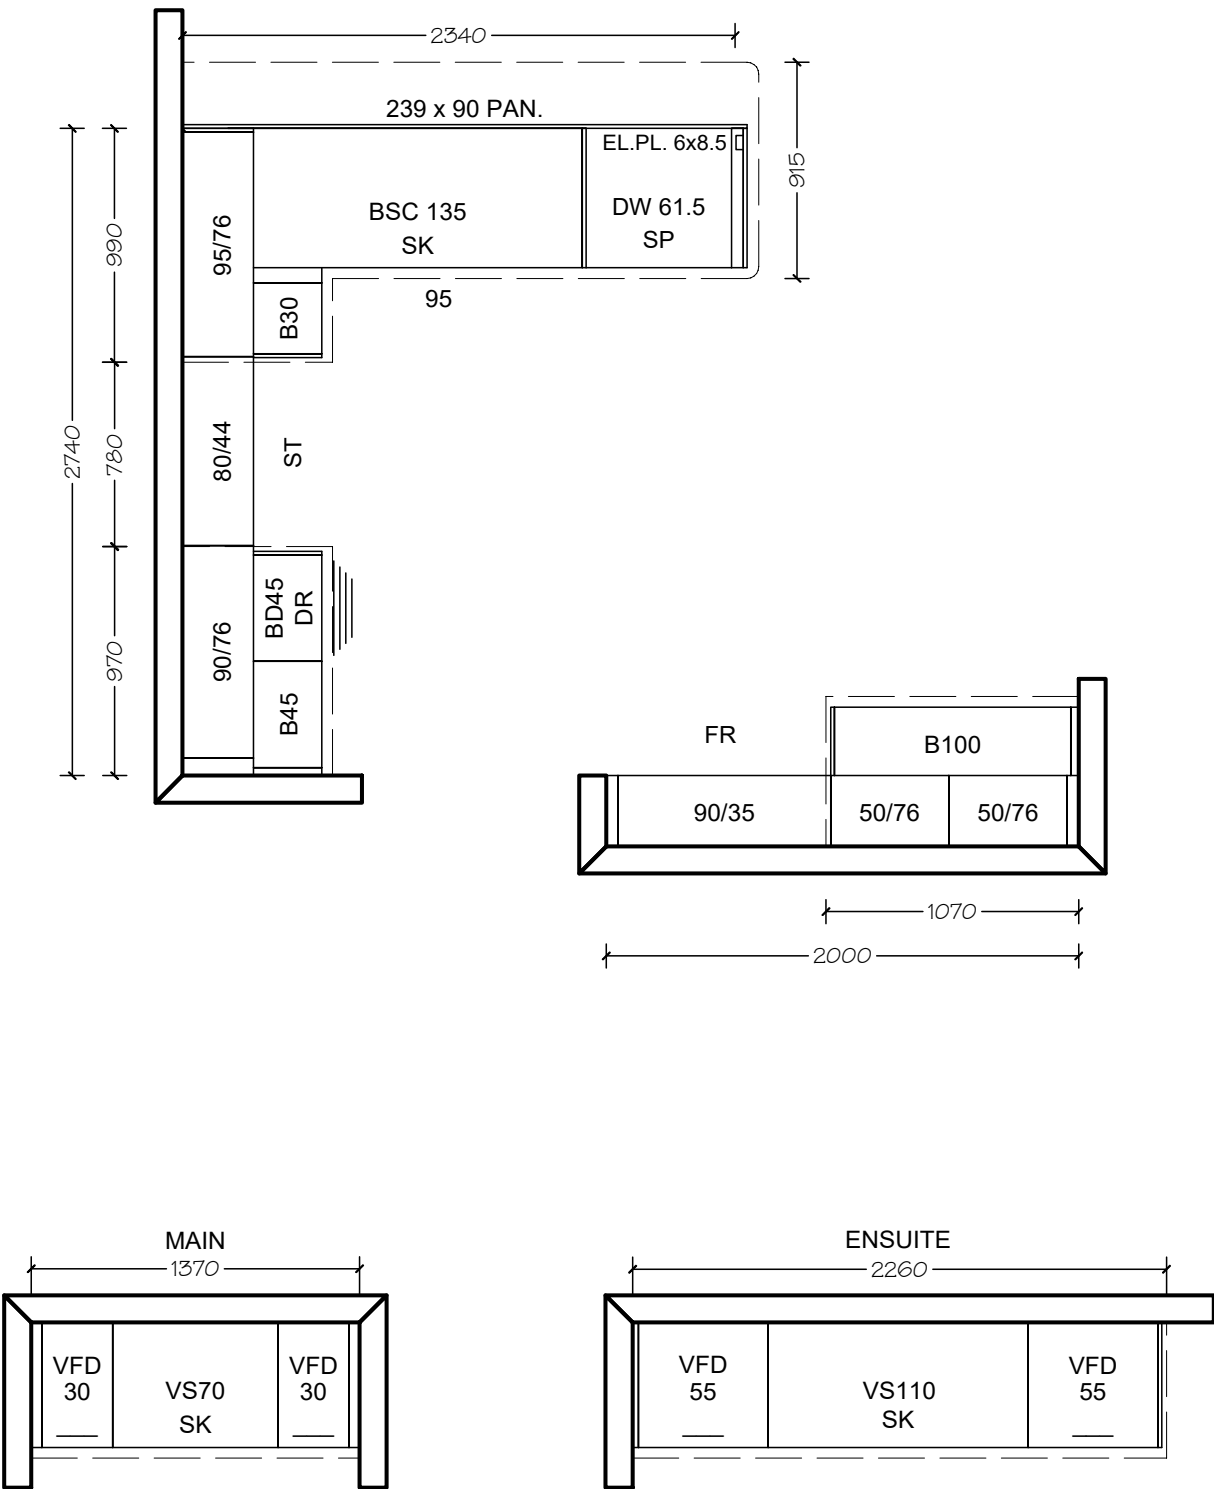 2340
239 x 90 PAN.
EL.PL. 6x8.5
915
BSC 135
SK
DW 61.5
SP
990
95/76
B30
95
2740
780
80/44
ST
970
90/76
BD45
DR
B45
FR
B100
90/35
50/76
50/76
1070
2000
MAIN
1370
VFD
30
VS70
SK
VFD
30
ENSUITE
2260
VFD
55
VS110
SK
VFD
55